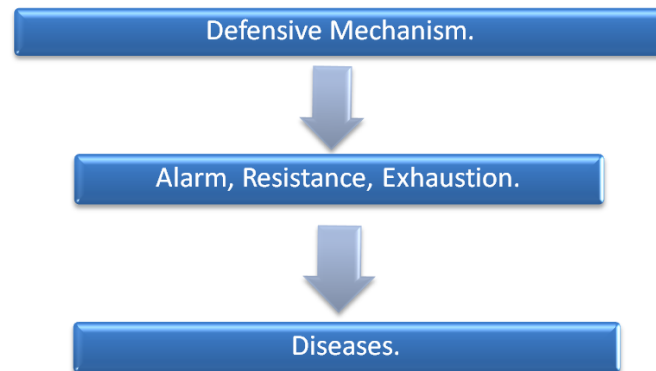 Defensive Mechanism.
Alarm, Resistance, Exhaustion.
Diseases.